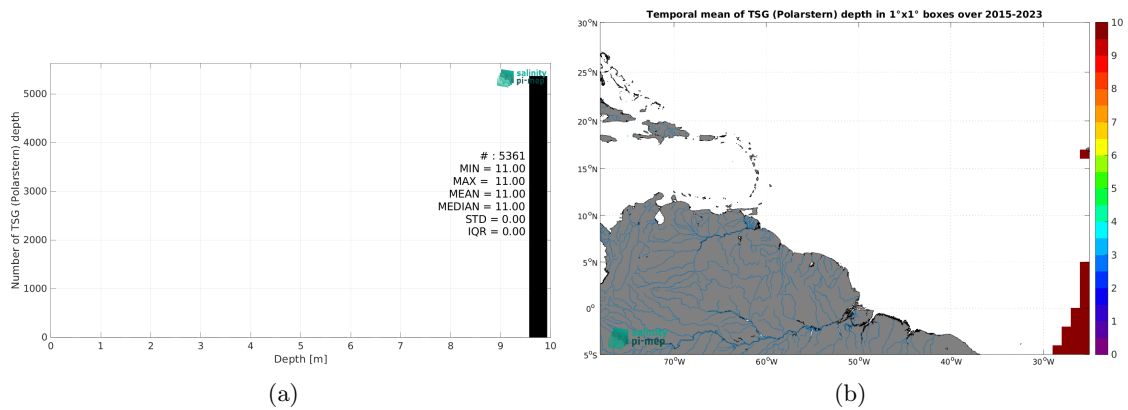 salinity
pi-mep
# : 5361
MIN = 11.00
MAX = 11.00
MEAN = 11.00
MEDIAN = 11.00
STD = 0.00
IQR = 0.00
Number of TSG (Polarstern) depth
5000
4000
3000
2000
1000
0
0 1 2 3 4 5 6 7 8 9 10
Depth [m]
(a)
Temporal mean of TSG (Polarstern) depth in 1°x1° boxes over 2015-2023
30°N
25°N
20°N
15°N
10°N
5°N
0°
5°S
70°W 60°W 50°W 40°W 30°W
salinity
pi-mep
10
9
8
7
6
5
4
3
2
1
0
(b)